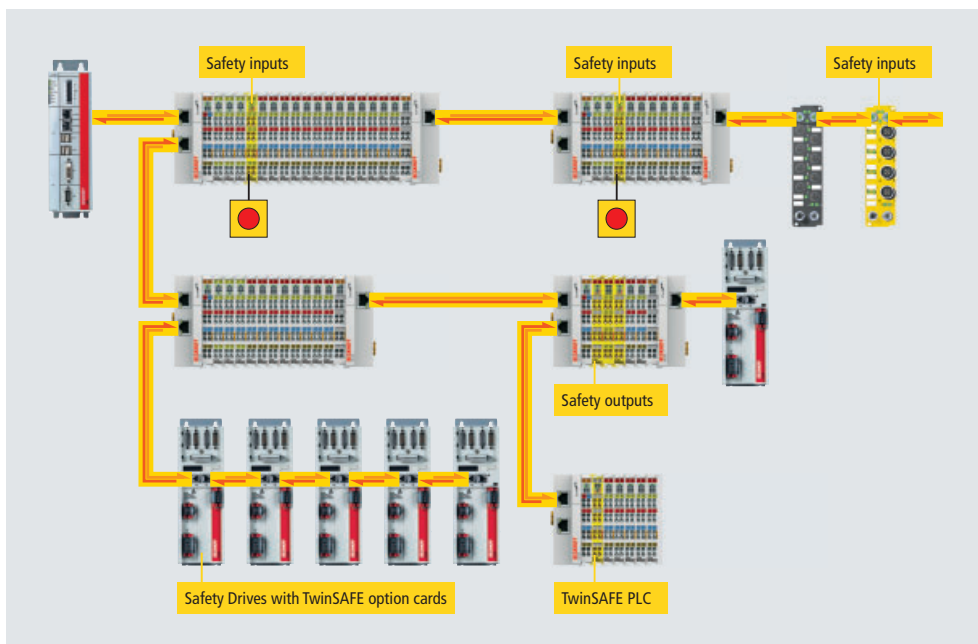 Safety inputs
Safety inputs
Safety inputs
Safety outputs
Safety Drives with TwinSAFE option cards
TwinSAFE PLC